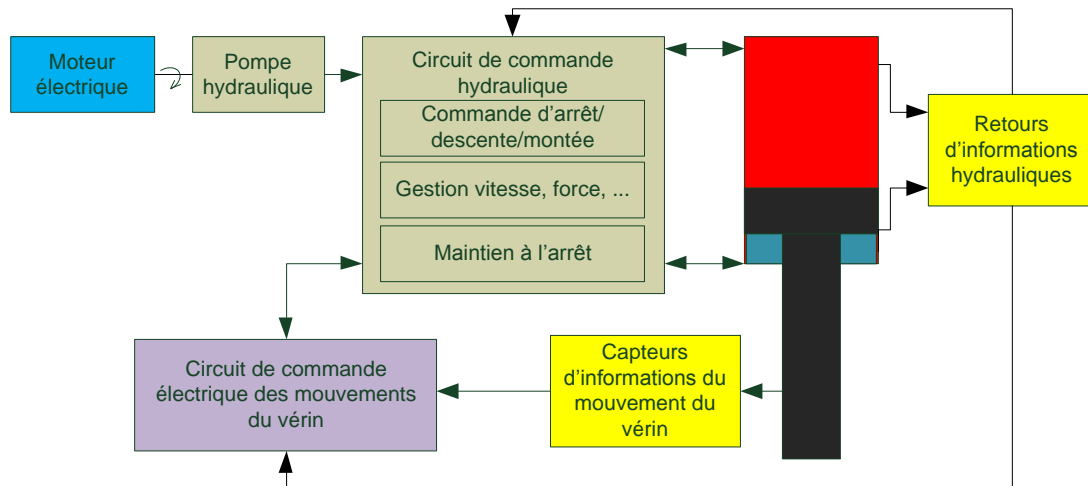 Moteur
électrique
Pompe
hydraulique
Circuit de commande
hydraulique
Commande d'arrêt/
descente/montée
Gestion vitesse, force, ...
Maintien à l'arrêt
Retours
d'informations
hydrauliques
Circuit de commande
électrique des mouvements
du vérin
Capteurs
d'informations du
mouvement du
vérin